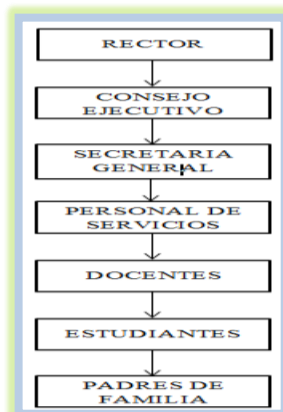 RECTOR
CONSEJO
EJECUTIVO
SECRETARIA
GENERAL
PERSONAL DE
SERVICIOS
DOCENTES
ESTUDIANTES
PADRES DE
FAMILIA